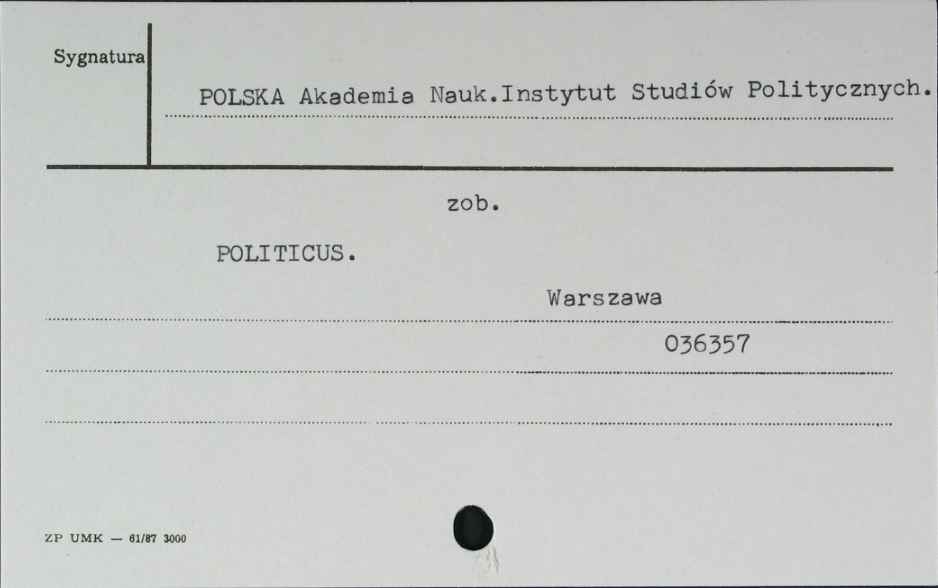 Sygnatura
POLSKA Akademia Nauk.Instytut Studiów Politycznych.
zob.
POLITICUS.
Warszawa
036357
ZP UMK — 61/87 3000